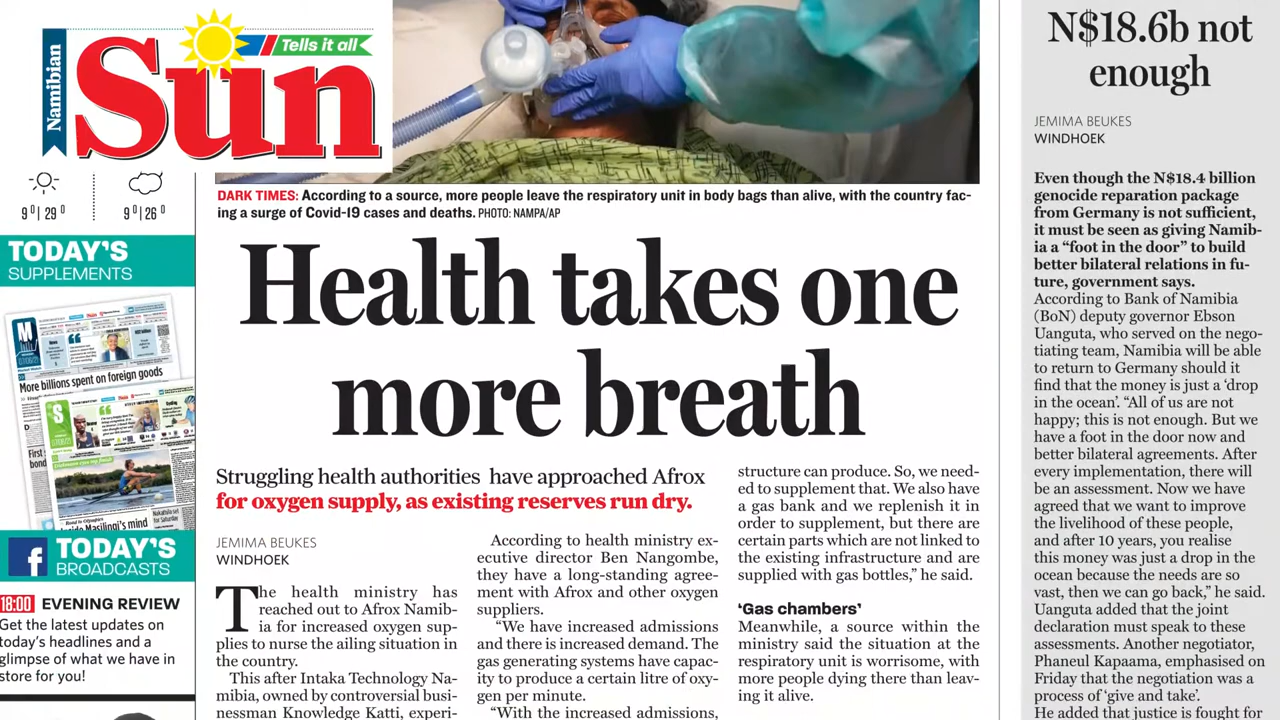 Namibian
Sun
Tells it all
9⁰| 29⁰
9⁰| 26⁰
TODAY'S
SUPPLEMENTS
More billions spent on foreign goods
TODAY'S
BROADCASTS
18:00 EVENING REVIEW
Get the latest updates on
today's headlines and a
glimpse of what we have in
store for you!
DARK TIMES: According to a source, more people leave the respiratory unit in body bags than alive, with the country fac-
ing a surge of Covid-19 cases and deaths. PHOTO: NAMPA/AP
Health takes one
more breath
Struggling health authorities have approached Afrox
for oxygen supply, as existing reserves run dry.
JEMIMA BEUKES
WINDHOEK
The health ministry has
reached out to Afrox Namib-
ia for increased oxygen sup-
plies to nurse the ailing situation in
the country.
This after Intaka Technology Na-
mibia, owned by controversial busi-
nessman Knowledge Katti, experi-
According to health ministry ex-
ecutive director Ben Nangombe,
they have a long-standing agree-
ment with Afrox and other oxygen
suppliers.
"We have increased admissions
and there is increased demand. The
gas generating systems have capac-
ity to produce a certain litre of oxy-
gen per minute.
"With the increased admissions,
structure can produce. So, we need-
ed to supplement that. We also have
a gas bank and we replenish it in
order to supplement, but there are
certain parts which are not linked to
the existing infrastructure and are
supplied with gas bottles," he said.
'Gas chambers'
Meanwhile, a source within the
ministry said the situation at the
respiratory unit is worrisome, with
more people dying there than leav-
ing it alive.
N$18.6b not
enough
JEMIMA BEUKES
WINDHOEK
Even though the N$18.4 billion
genocide reparation package
from Germany is not sufficient,
it must be seen as giving Namib-
ia a "foot in the door" to build
better bilateral relations in fu-
ture, government says.
According to Bank of Namibia
(BoN) deputy governor Ebson
Uanguta, who served on the nego-
tiating team, Namibia will be able
to return to Germany should it
find that the money is just a 'drop
in the ocean'. "All of us are not
happy; this is not enough. But we
have a foot in the door now and
better bilateral agreements. After
every implementation, there will
be an assessment. Now we have
agreed that we want to improve
the livelihood of these people,
and after 10 years, you realise
this money was just a drop in the
ocean because the needs are so
vast, then we can go back," he said.
Uanguta added that the joint
declaration must speak to these
assessments. Another negotiator,
Phaneul Kapaama, emphasised on
Friday that the negotiation was a
process of 'give and take'.
He added that justice is fought for